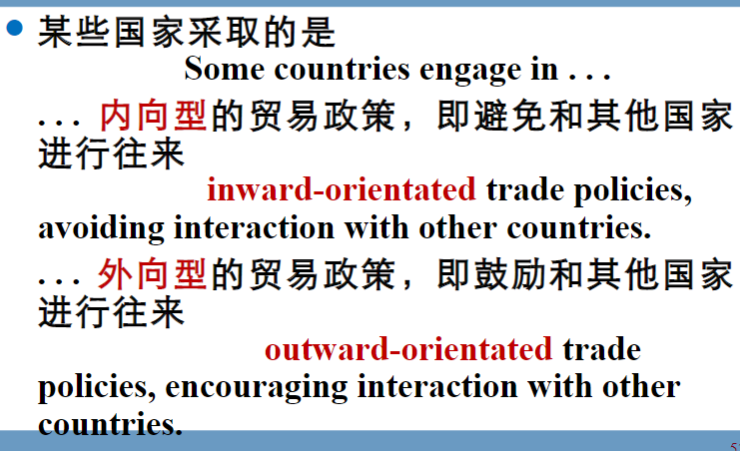 某些国家采取的是
Some countries engage in . . .
. . . 内向型的贸易政策，即避免和其他国家
进行往来
inward-orientated trade policies,
avoiding interaction with other countries.
. . . 外向型的贸易政策，即鼓励和其他国家
进行往来
outward-orientated trade
policies, encouraging interaction with other
countries.